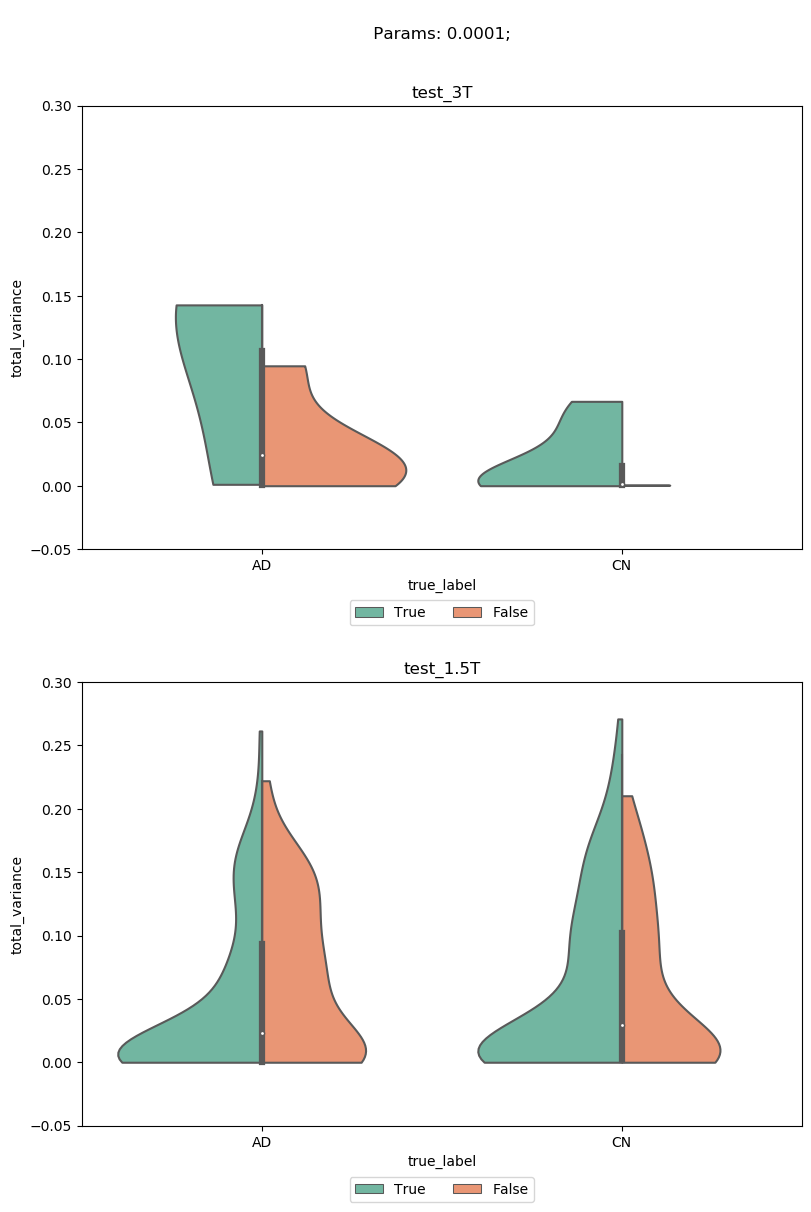 Params: 0.0001;
test_3T
0.30
0.25
0.20
0.15
0.10
0.05
0.00
−0.05
total_variance
AD CN
true_label
True False
test_1.5T
0.30
0.25
0.20
0.15
0.10
0.05
0.00
−0.05
total_variance
AD CN
true_label
True False